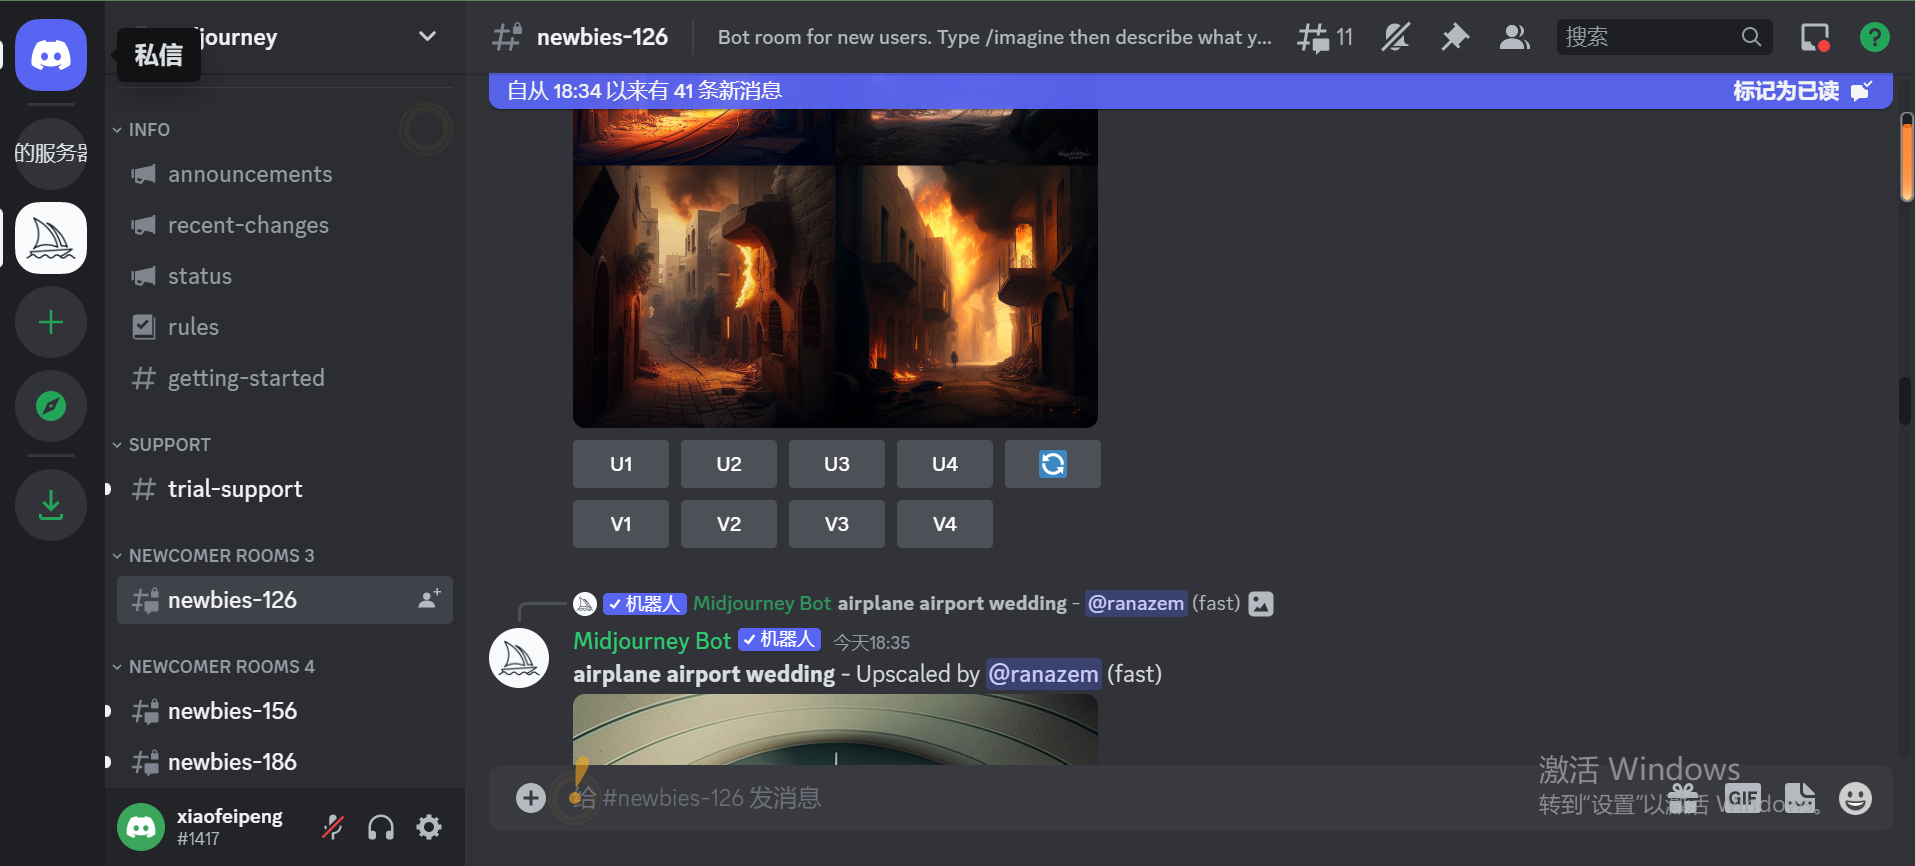 私信
journey
newbies-126
Bot room for new users. Type /imagine then describe what y...
11
搜索
自从 18:34 以来有 41 条新消息
标记为已读
的服务器
INFO
announcements
recent-changes
status
rules
getting-started
SUPPORT
trial-support
NEWCOMER ROOMS 3
newbies-126
NEWCOMER ROOMS 4
newbies-156
newbies-186
xiaofeipeng
#1417
U1
U2
U3
U4
V1
V2
V3
V4
机器人 Midjourney Bot airplane airport wedding - @ranazem (fast)
Midjourney Bot 机器人 今天18:35
airplane airport wedding - Upscaled by @ranazem (fast)
给 #newbies-126 发消息
GIF
激活 Windows
转到“设置”以激活 Windows。